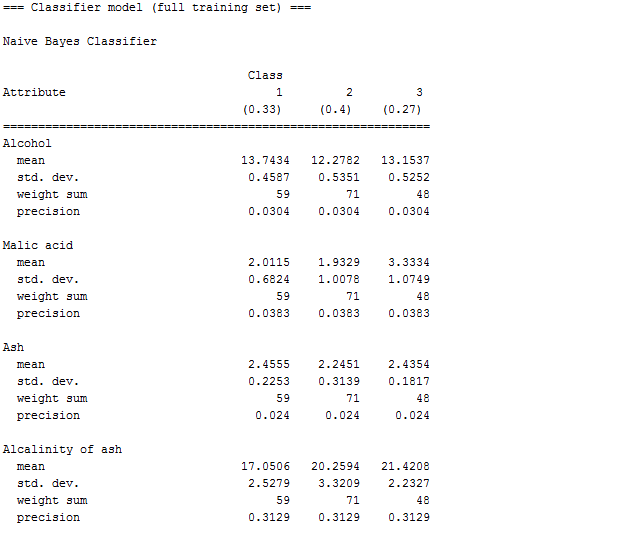 === Classifier model (full training set) ===
Naive Bayes Classifier
Class
Attribute 1 2 3
(0.33) (0.4) (0.27)
=============================================================
Alcohol
mean 13.7434 12.2782 13.1537
std. dev. 0.4587 0.5351 0.5252
weight sum 59 71 48
precision 0.0304 0.0304 0.0304
Malic acid
mean 2.0115 1.9329 3.3334
std. dev. 0.6824 1.0078 1.0749
weight sum 59 71 48
precision 0.0383 0.0383 0.0383
Ash
mean 2.4555 2.2451 2.4354
std. dev. 0.2253 0.3139 0.1817
weight sum 59 71 48
precision 0.024 0.024 0.024
Alcalinity of ash
mean 17.0506 20.2594 21.4208
std. dev. 2.5279 3.3209 2.2327
weight sum 59 71 48
precision 0.3129 0.3129 0.3129